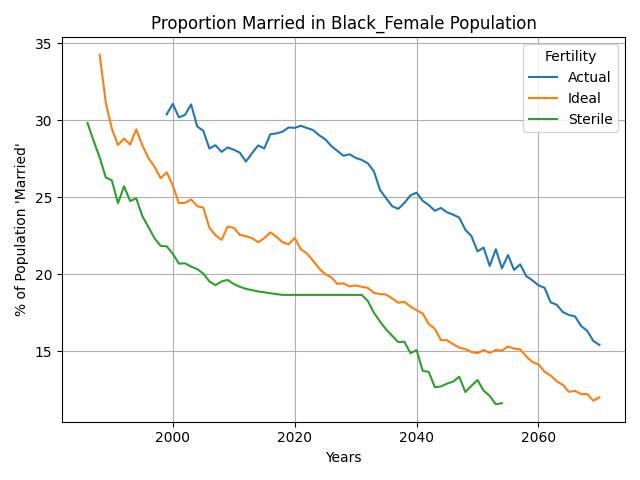 Proportion Married in Black_Female Population
% of Population 'Married'
35
30
25
20
15
Fertility
Actual
Ideal
Sterile
2000 2020 2040 2060
Years